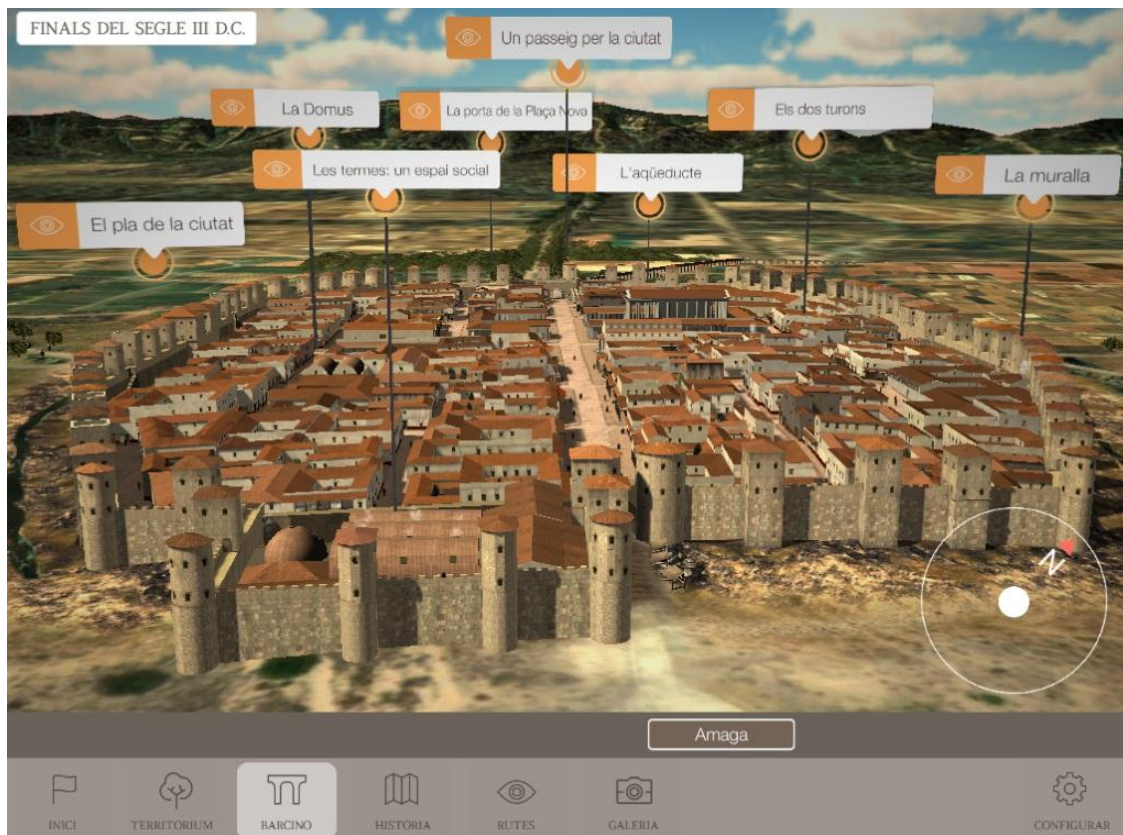 FINALS DEL SEGLE III D.C.
Un passeig per la ciutat
La Domus
La porta de la Plaça Nova
Els dos turons
Les termes: un espai social
L'aqüeducte
La muralla
El pla de la ciutat
N
Amaga
INICI
TERRITORIUM
BARCINO
HISTORIA
RUTES
GALERIA
CONFIGURAR